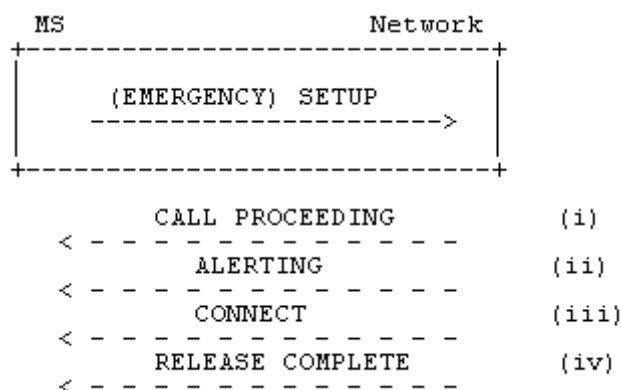 MS Network
(EMERGENCY) SETUP
CALL PROCEEDING (i)
ALERTING (ii)
CONNECT (iii)
RELEASE COMPLETE (iv)